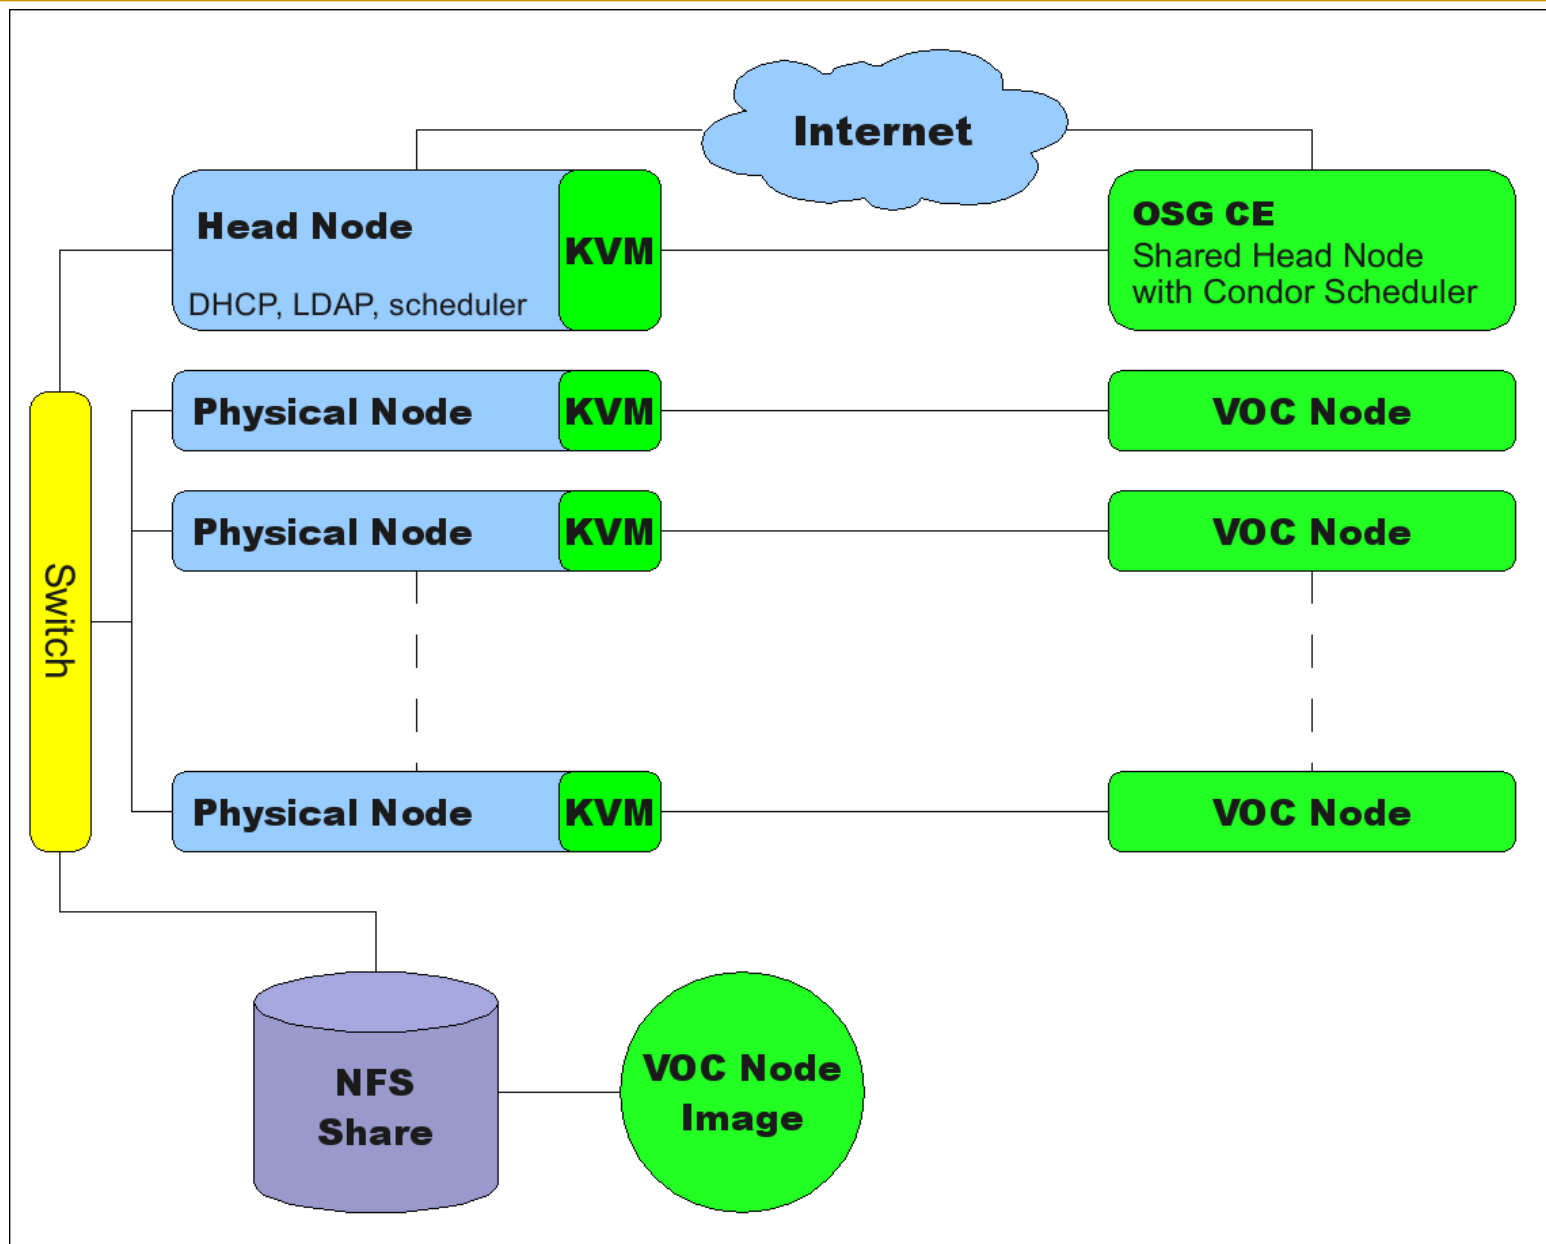 Internet
Head Node
KVM
DHCP, LDAP, scheduler
OSG CE
Shared Head Node
with Condor Scheduler
Physical Node
KVM
VOC Node
Physical Node
KVM
VOC Node
Switch
Physical Node
KVM
VOC Node
NFS
Share
VOC Node
Image